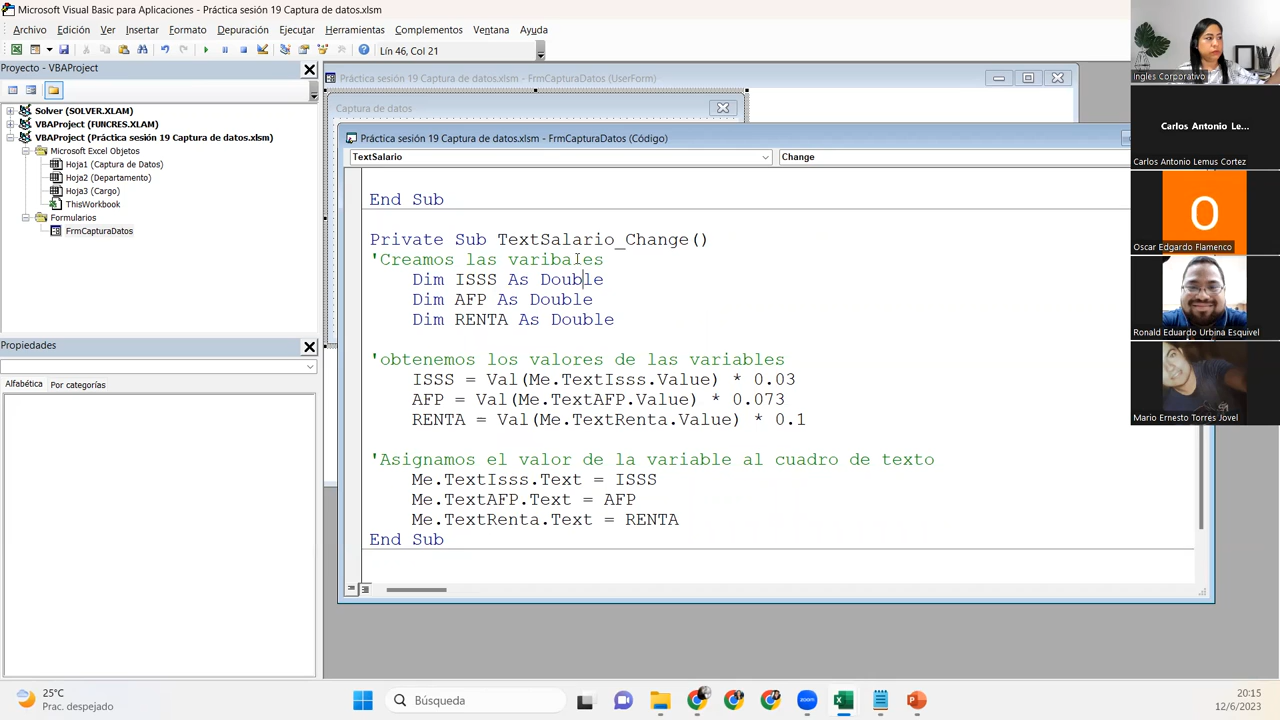 Microsoft Visual Basic para Aplicaciones - Práctica sesión 19 Captura de datos.xlsm
Archivo Edición Ver Insertar Formato Depuración Ejecutar Herramientas Complementos Ventana Ayuda
Lín 46, Col 21
Proyecto - VBAProject
Solver (SOLVER.XLAM)
VBAProject (FUNCRES.XLAM)
VBAProject (Práctica sesión 19 Captura de datos.xlsm)
Microsoft Excel Objetos
Hoja1 (Captura de Datos)
Hoja2 (Departamento)
Hoja3 (Cargo)
ThisWorkbook
Formularios
FrmCapturaDatos
Propiedades
Alfabética Por categorías
Práctica sesión 19 Captura de datos.xlsm - FrmCapturaDatos (UserForm)
Captura de datos
Práctica sesión 19 Captura de datos.xlsm - FrmCapturaDatos (Código)
TextSalario Change
End Sub
Private Sub TextSalario_Change()
'Creamos las varibales
Dim ISSS As Double
Dim AFP As Double
Dim RENTA As Double
'obtenemos los valores de las variables
ISSS = Val(Me.TextIsss.Value) * 0.03
AFP = Val(Me.TextAFP.Value) * 0.073
RENTA = Val(Me.TextRenta.Value) * 0.1
'Asignamos el valor de la variable al cuadro de texto
Me.TextIsss.Text = ISSS
Me.TextAFP.Text = AFP
Me.TextRenta.Text = RENTA
End Sub
Ingles Corporativo
Carlos Antonio Le...
Carlos Antonio Lemus Cortez
O
Oscar Edgardo Flamenco
Ronald Eduardo Urbina Esquivel
Mario Ernesto Torres Jovel
25°C
Prac. despejado
Búsqueda
zoom
20:15
12/6/2023